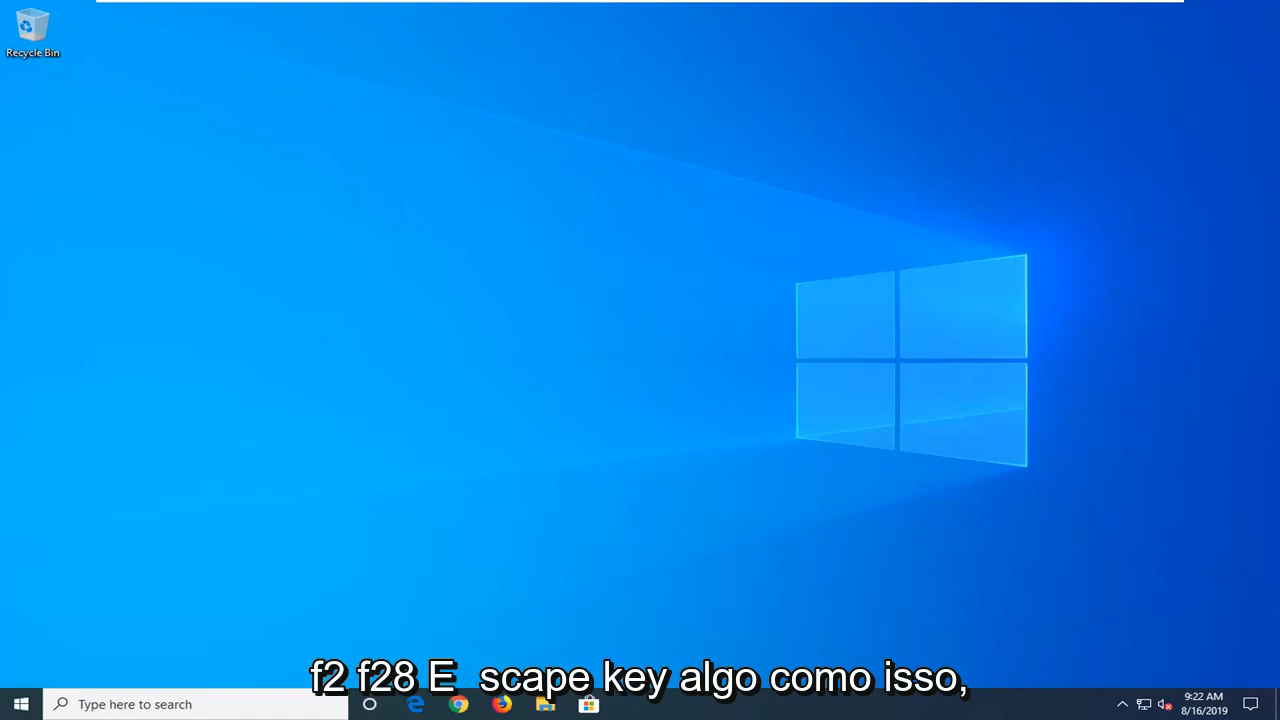 Recycle Bin
f2 f28 E scape key algo como isso,
Type here to search
9:22 AM
8/16/2019